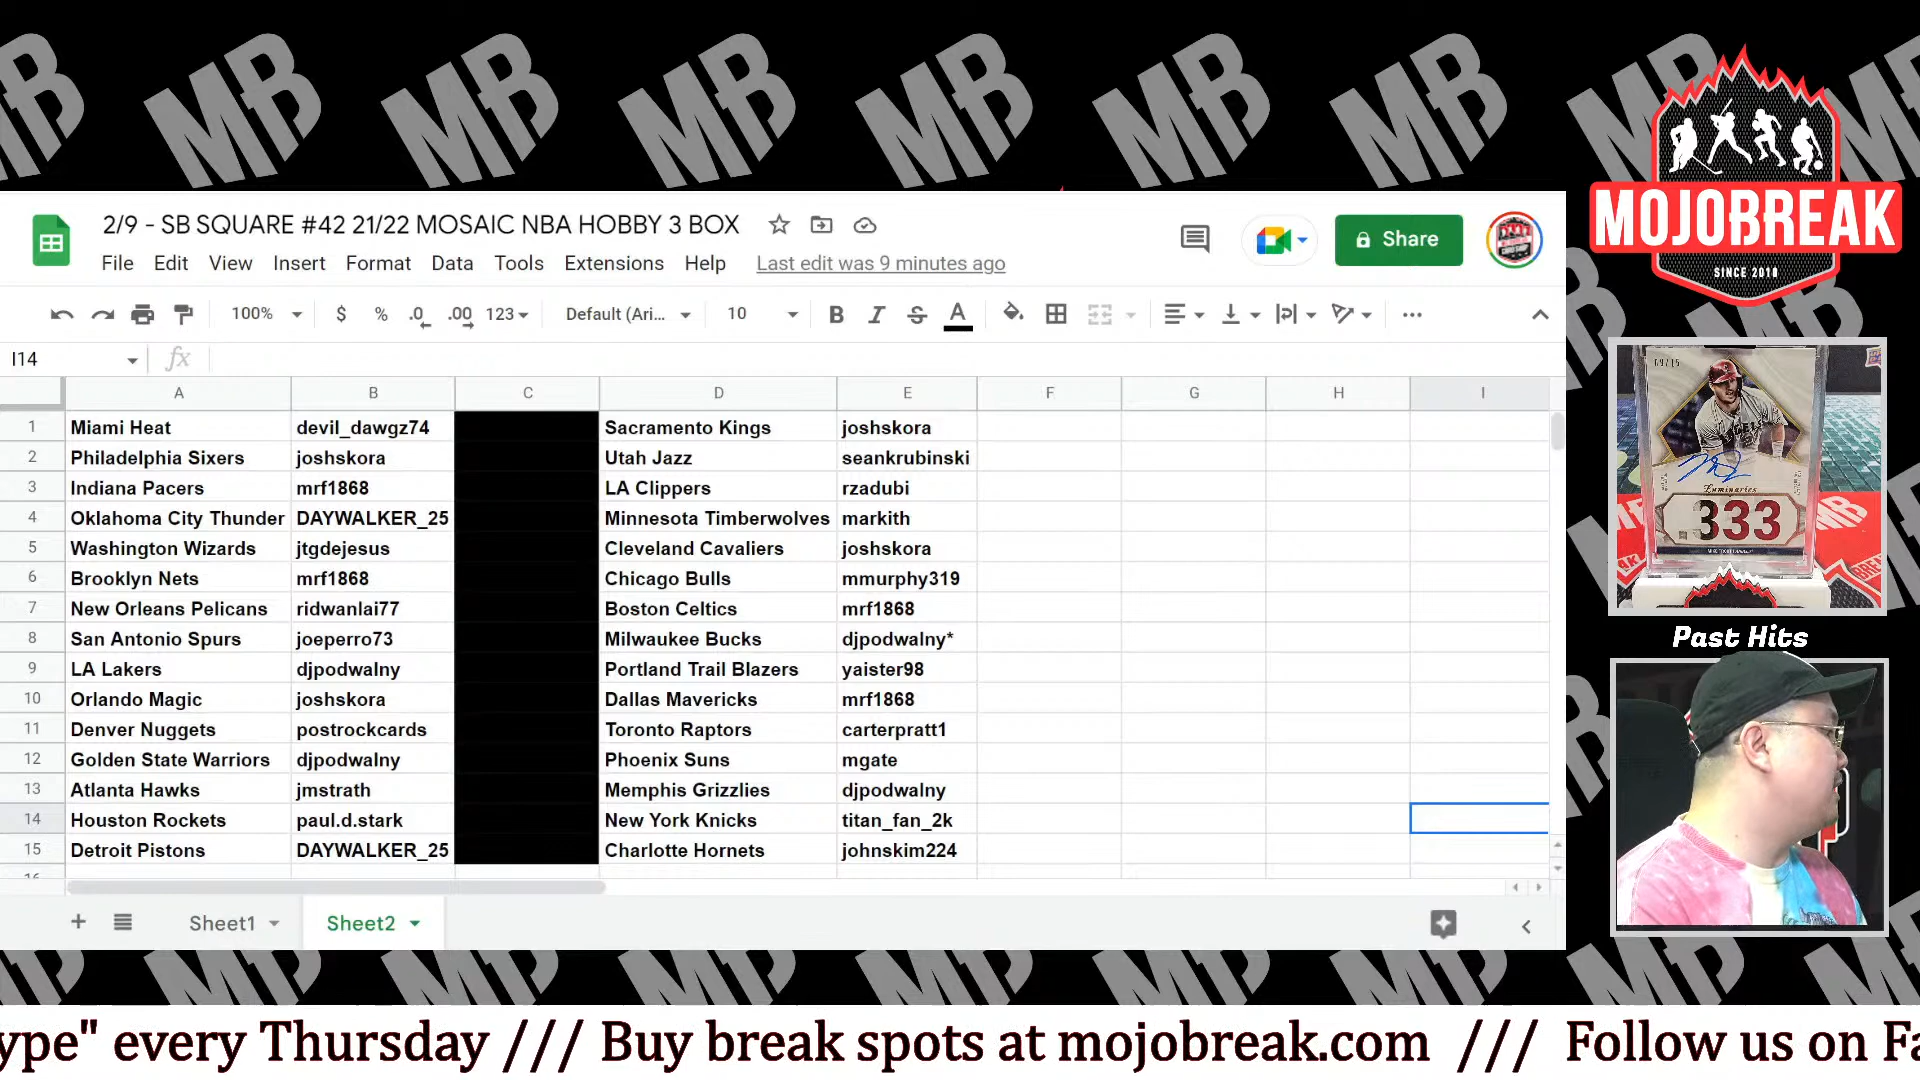 2/9 - SB SQUARE #42 21/22 MOSAIC NBA HOBBY 3 BOX
File Edit View Insert Format Data Tools Extensions Help Last edit was 9 minutes ago
Share
100% $ % .0 .00 123 Default (Ari... 10 B I S A
I14 fx
A B C D E F G H I
1 Miami Heat devil_dawgz74 Sacramento Kings joshskora
2 Philadelphia Sixers joshskora Utah Jazz seankrubinski
3 Indiana Pacers mrf1868 LA Clippers rzadubi
4 Oklahoma City Thunder DAYWALKER_25 Minnesota Timberwolves markith
5 Washington Wizards jtgdejesus Cleveland Cavaliers joshskora
6 Brooklyn Nets mrf1868 Chicago Bulls mmurphy319
7 New Orleans Pelicans ridwanlai77 Boston Celtics mrf1868
8 San Antonio Spurs joeperro73 Milwaukee Bucks djpodwalny*
9 LA Lakers djpodwalny Portland Trail Blazers yaister98
10 Orlando Magic joshskora Dallas Mavericks mrf1868
11 Denver Nuggets postrockcards Toronto Raptors carterpratt1
12 Golden State Warriors djpodwalny Phoenix Suns mgate
13 Atlanta Hawks jmstrath Memphis Grizzlies djpodwalny
14 Houston Rockets paul.d.stark New York Knicks titan_fan_2k
15 Detroit Pistons DAYWALKER_25 Charlotte Hornets johnskim224
Sheet1 Sheet2
MOJOBREAK
SINCE 2010
ANGELS
Luminaries
333
Past Hits
ype" every Thursday /// Buy break spots at mojobreak.com /// Follow us on Fa